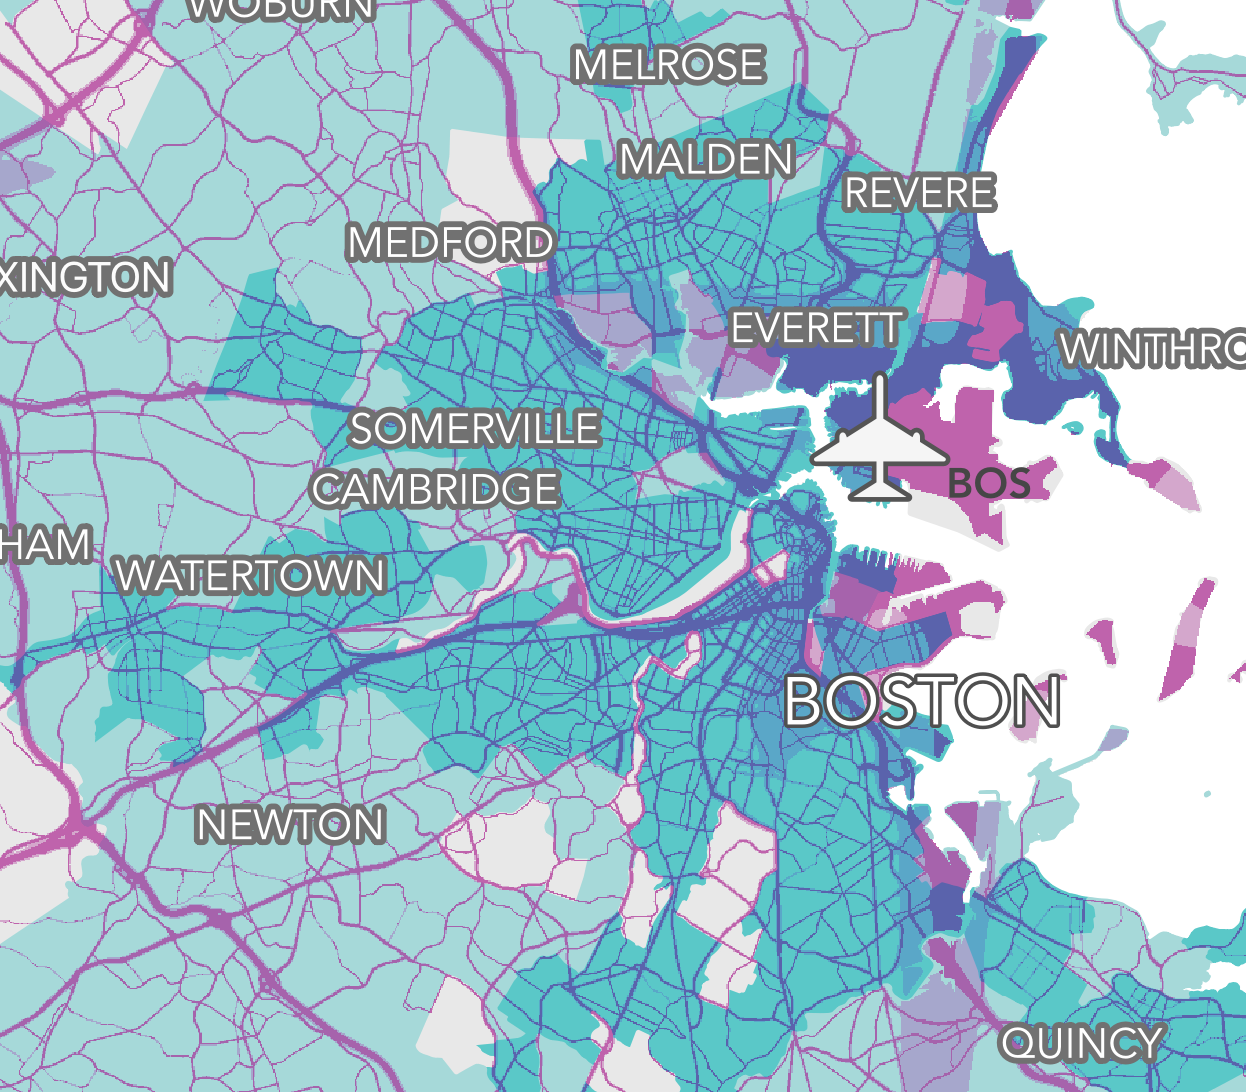 WOBURN
MELROSE
MALDEN
REVERE
MEDFORD
XINGTON
EVERETT
WINTHRO
SOMERVILLE
CAMBRIDGE
BOS
HAM
WATERTOWN
BOSTON
NEWTON
QUINCY